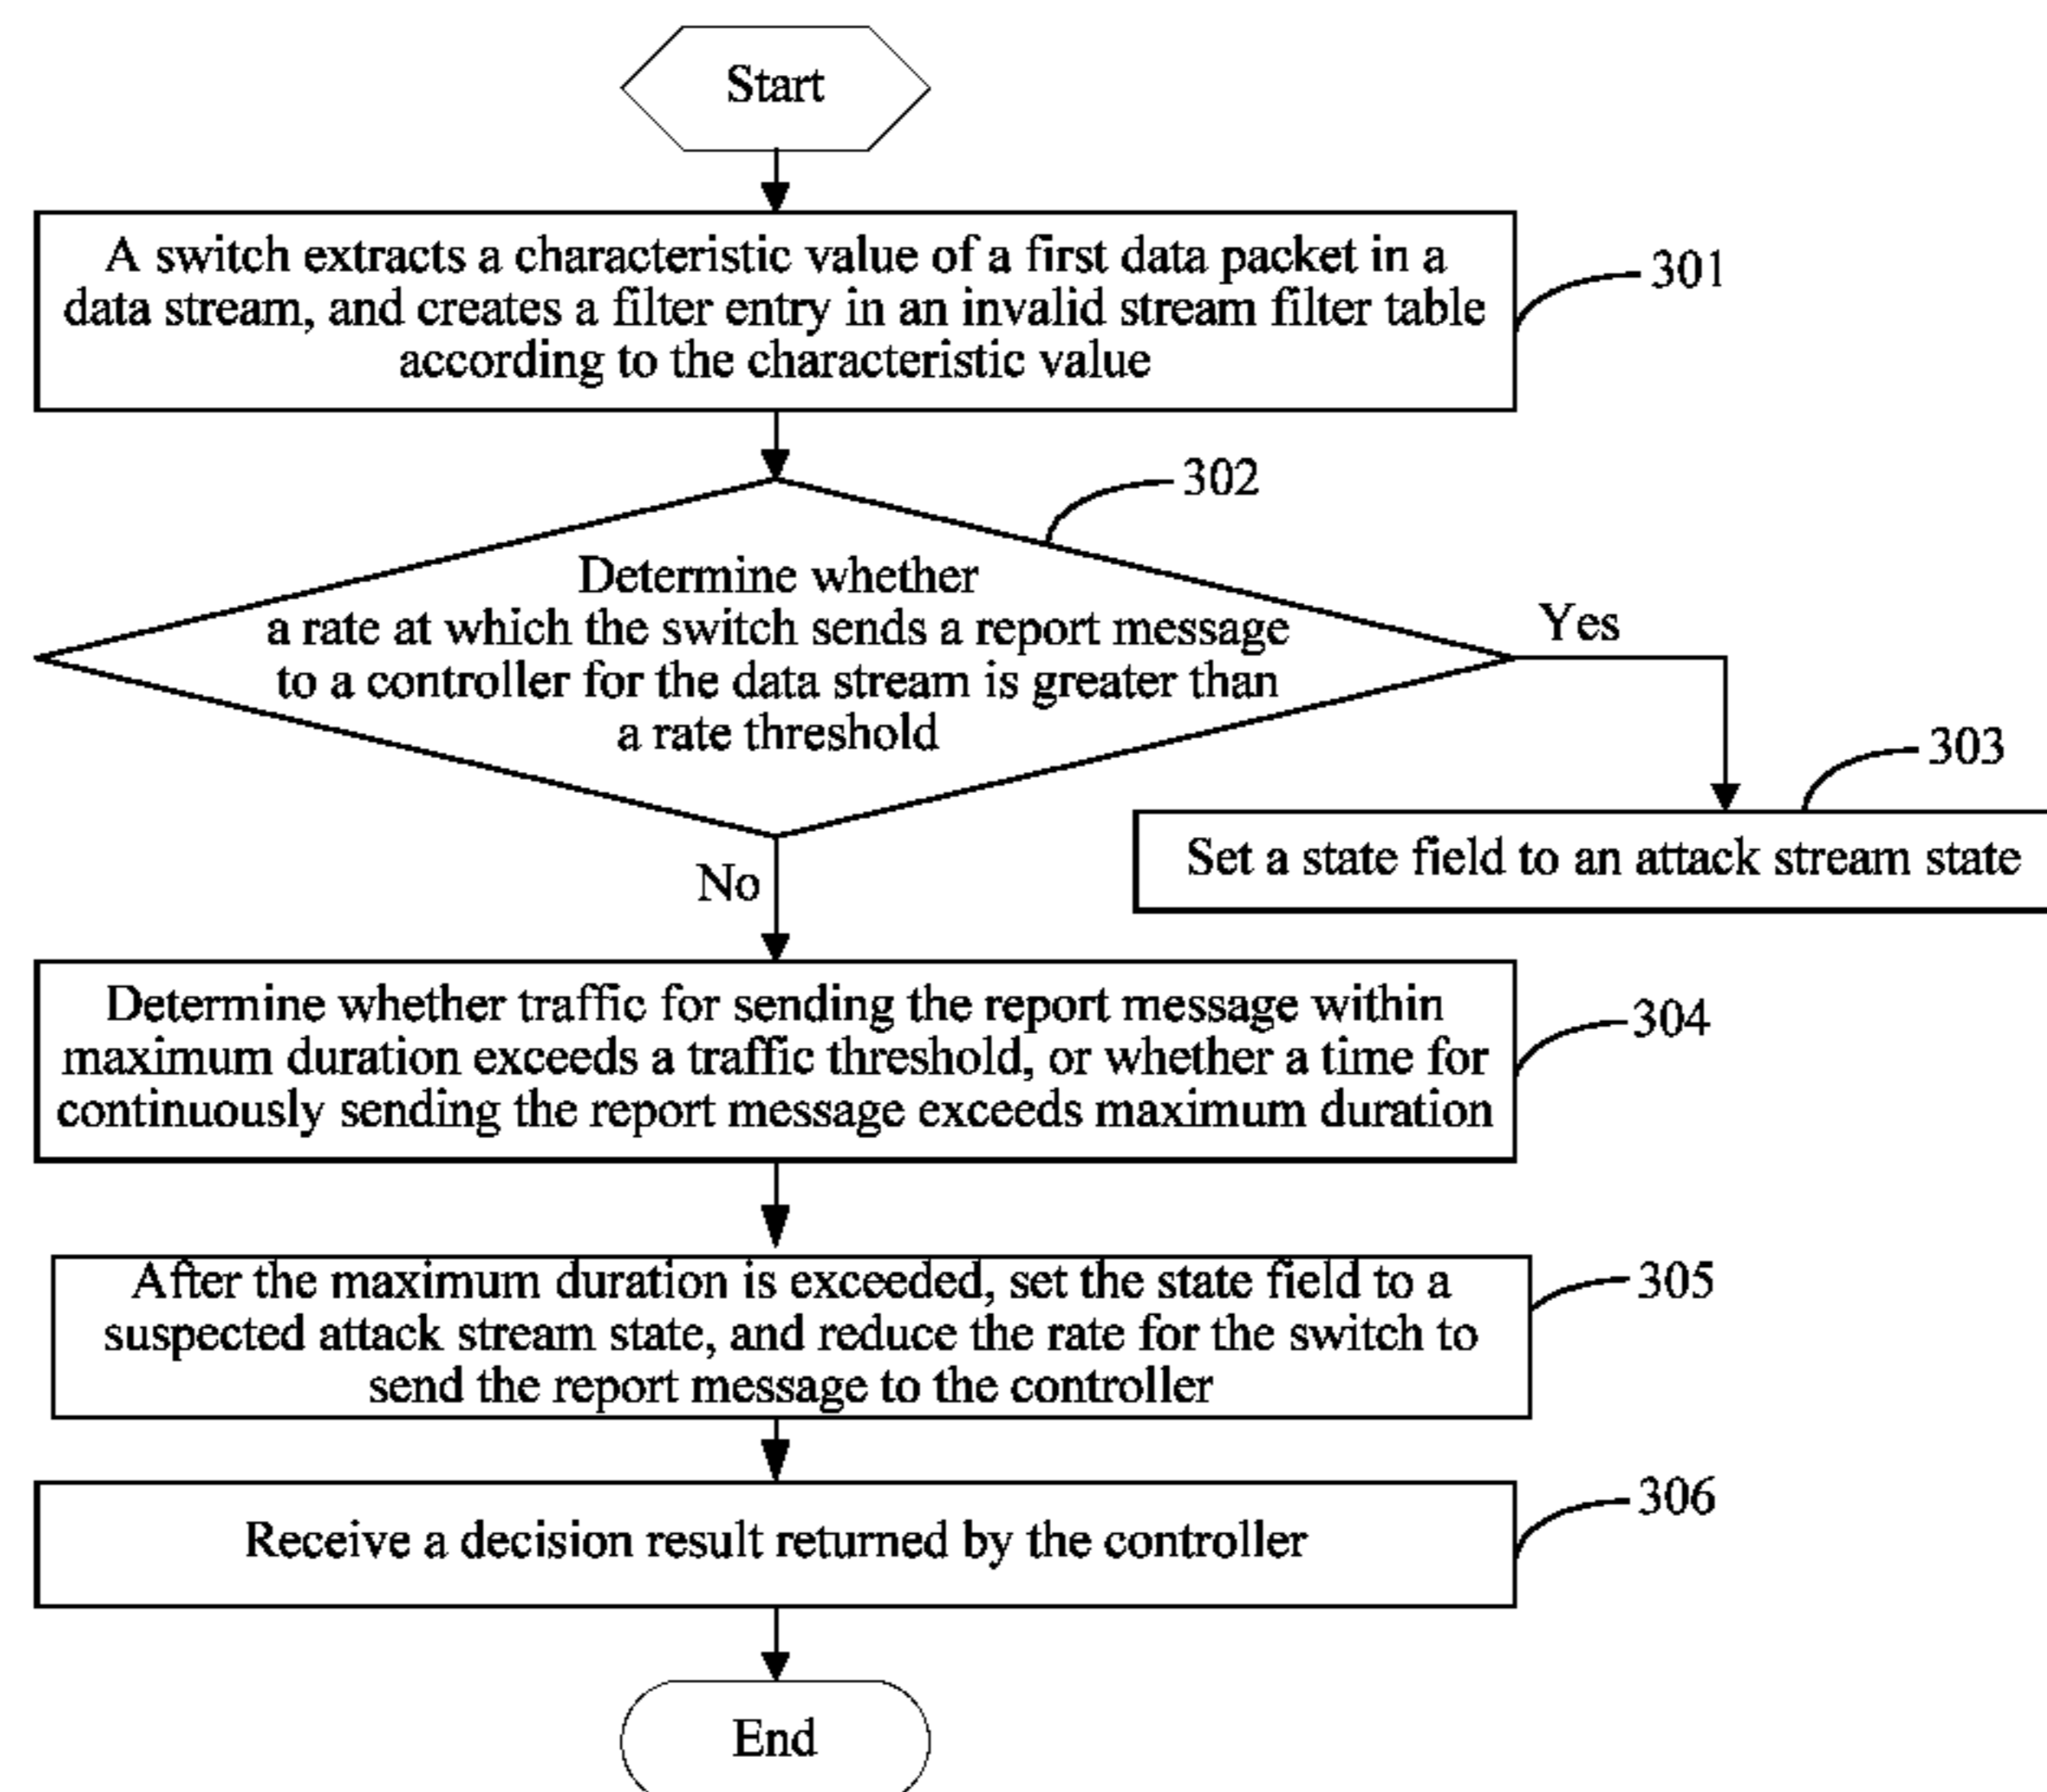 Start
A switch extracts a characteristic value of a first data packet in a
data stream, and creates a filter entry in an invalid stream filter table
according to the characteristic value
301
302
Determine whether
a rate at which the switch sends a report message
to a controller for the data stream is greater than
a rate threshold
Yes
303
Set a state field to an attack stream state
No
Determine whether traffic for sending the report message within
maximum duration exceeds a traffic threshold, or whether a time for
continuously sending the report message exceeds maximum duration
304
After the maximum duration is exceeded, set the state field to a
suspected attack stream state, and reduce the rate for the switch to
send the report message to the controller
305
Receive a decision result returned by the controller
306
End